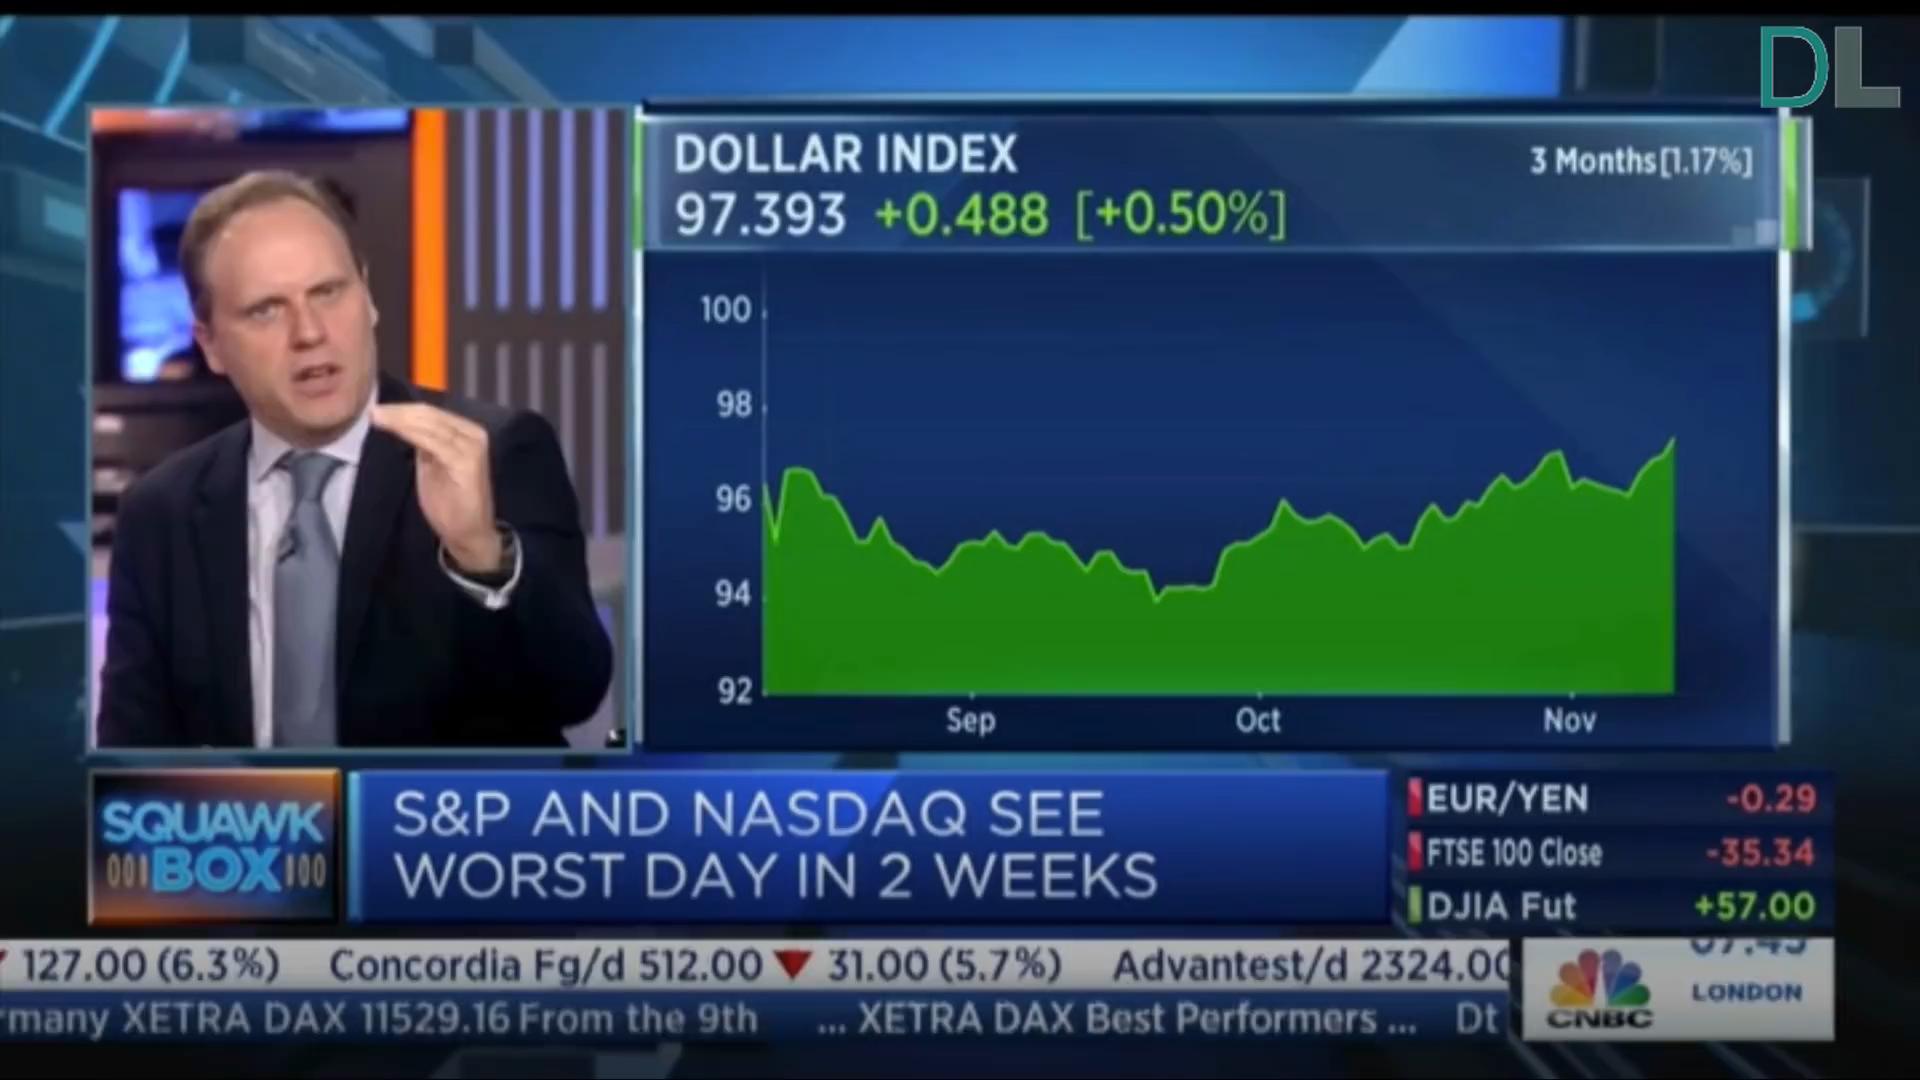 DL
DOLLAR INDEX
3 Months[1.17%]
97.393 +0.488 [+0.50%]
100
98
96
94
92
Sep Oct Nov
SQUAWK
001 BOX 100
S&P AND NASDAQ SEE
WORST DAY IN 2 WEEKS
EUR/YEN -0.29
FTSE 100 Close -35.34
DJIA Fut +57.00
127.00 (6.3%) Concordia Fg/d 512.00 ▼ 31.00 (5.7%) Advantest/d 2324.00
many XETRA DAX 11529.16 From the 9th ... XETRA DAX Best Performers ... Dt
CNBC
LONDON